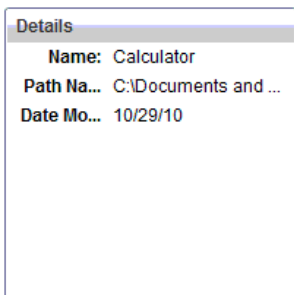 Details
Name: Calculator
Path Na... C:\Documents and ...
Date Mo... 10/29/10